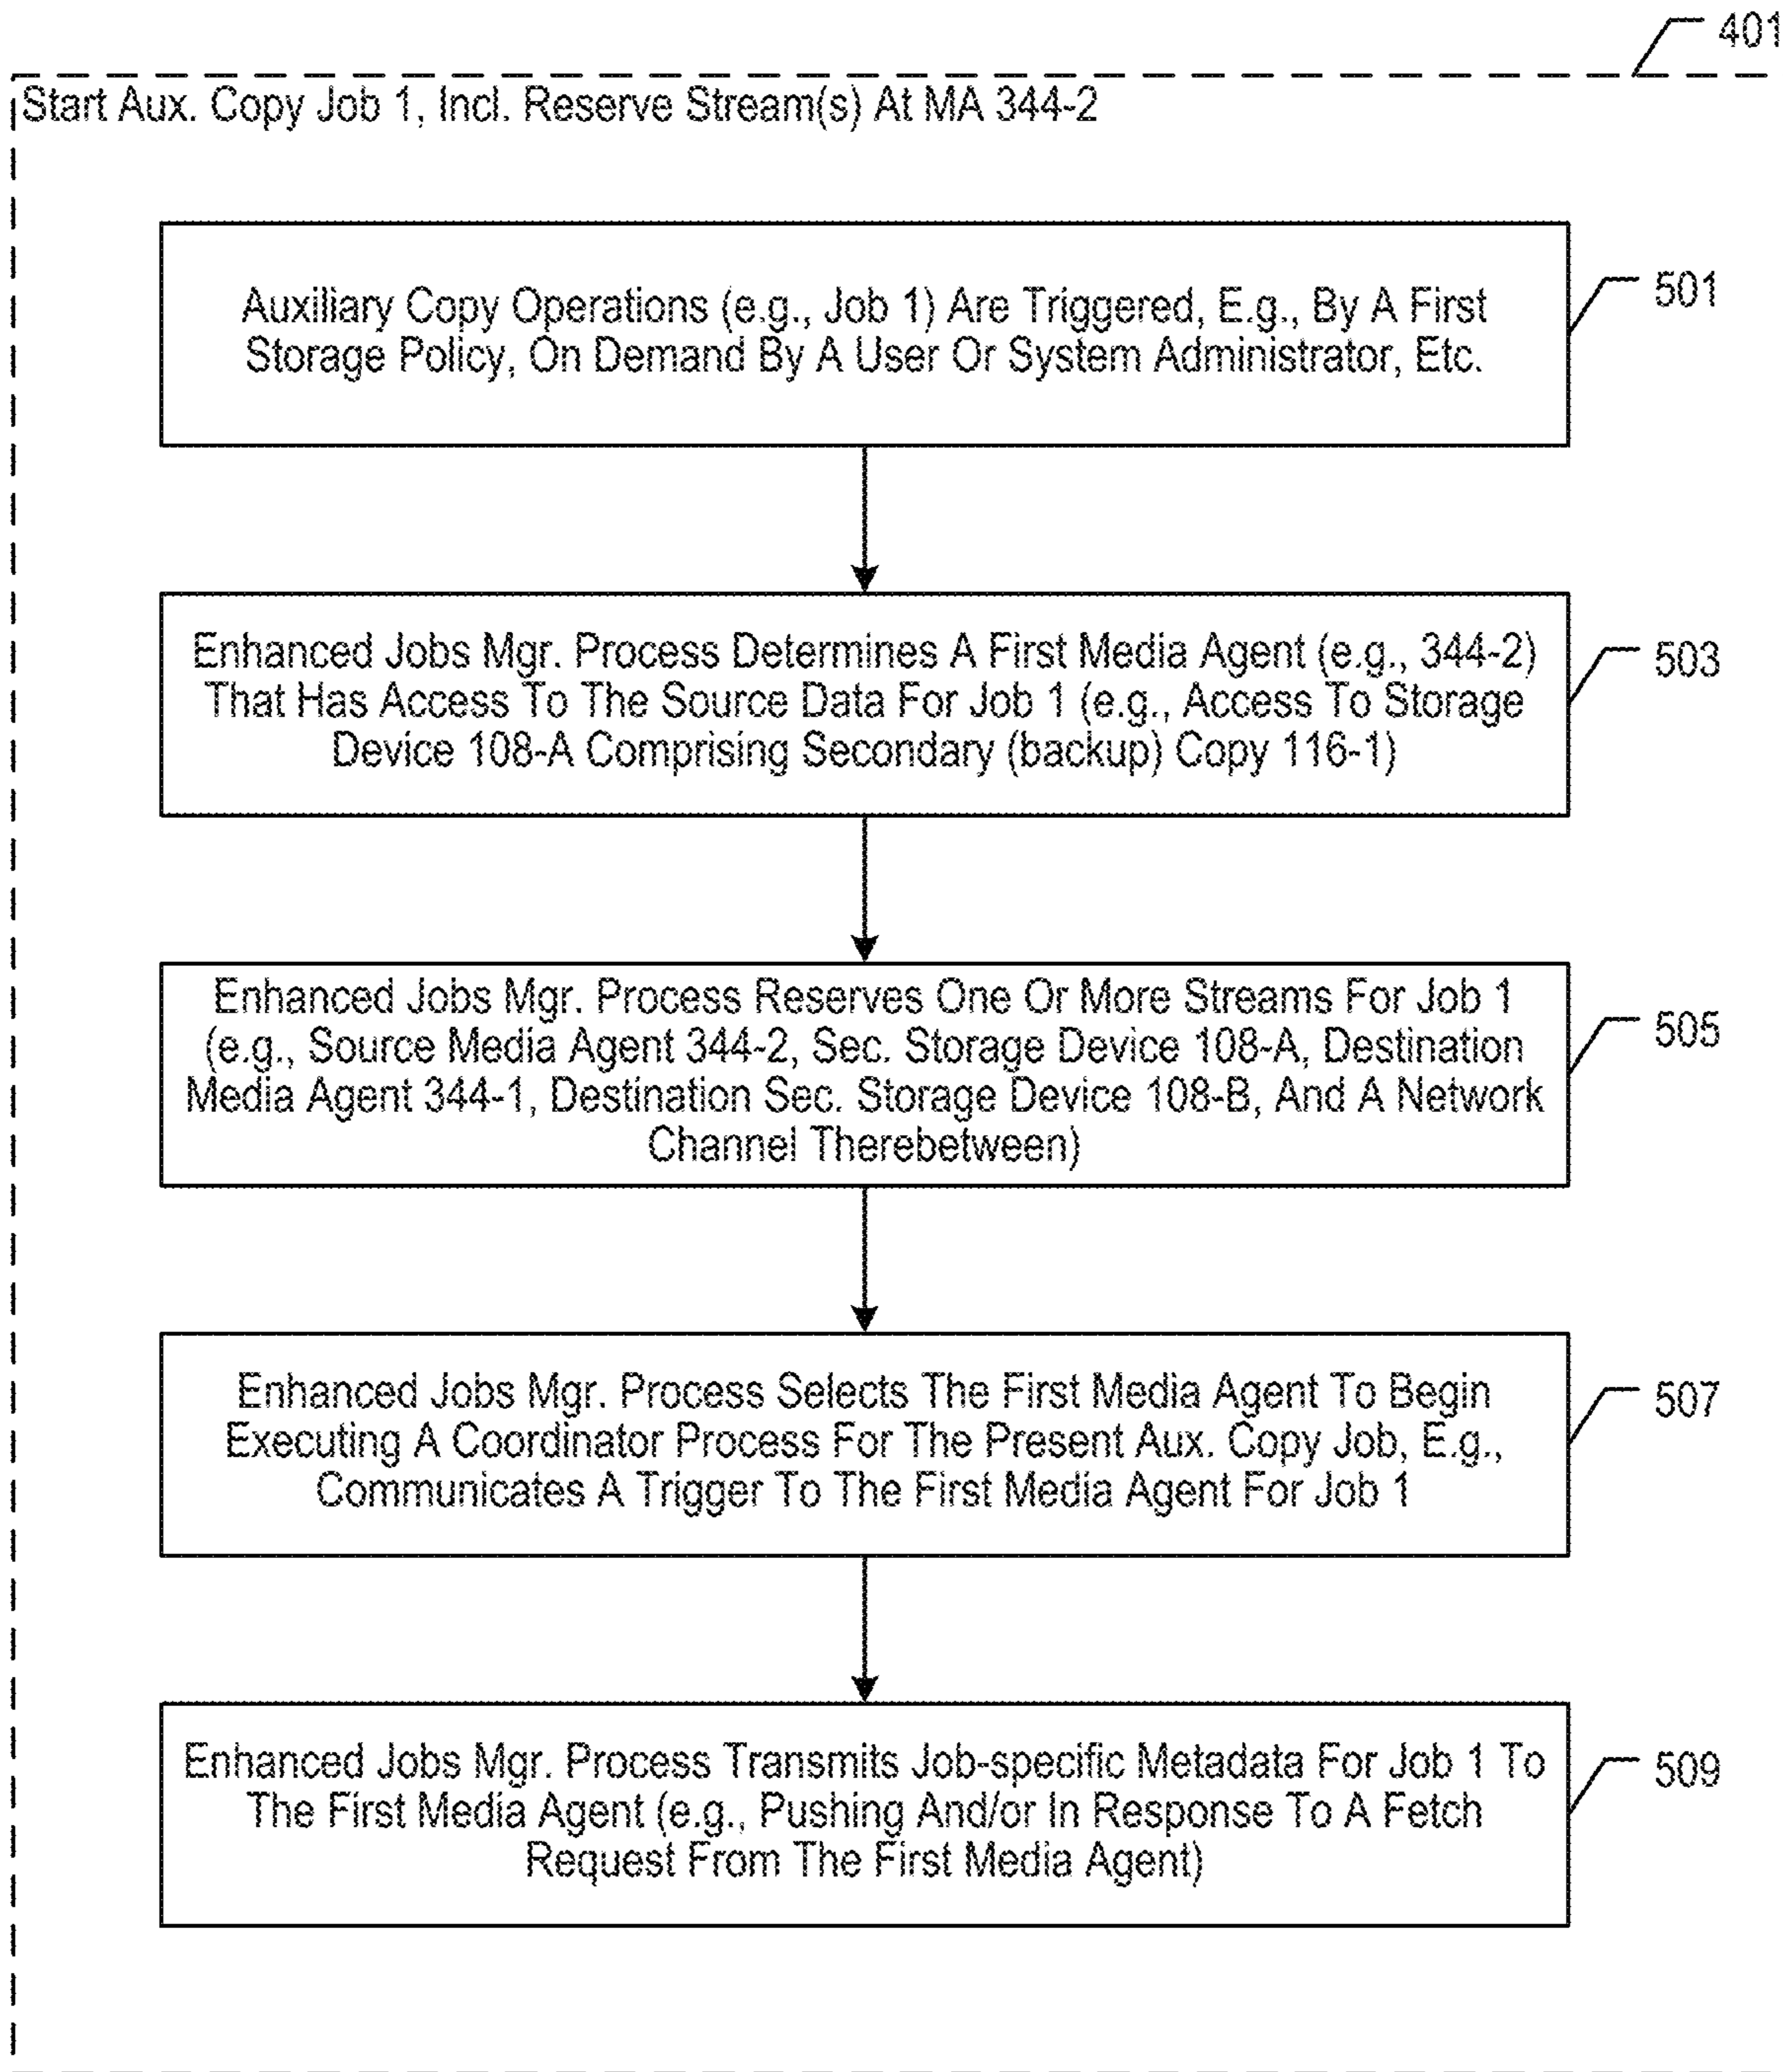 401
Start Aux. Copy Job 1, Incl. Reserve Stream(s) At MA 344-2
Auxiliary Copy Operations (e.g., Job 1) Are Triggered, E.g., By A First
Storage Policy, On Demand By A User Or System Administrator, Etc.
501
Enhanced Jobs Mgr. Process Determines A First Media Agent (e.g., 344-2)
That Has Access To The Source Data For Job 1 (e.g., Access To Storage
Device 108-A Comprising Secondary (backup) Copy 116-1)
503
Enhanced Jobs Mgr. Process Reserves One Or More Streams For Job 1
(e.g., Source Media Agent 344-2, Sec. Storage Device 108-A, Destination
Media Agent 344-1, Destination Sec. Storage Device 108-B, And A Network
Channel Therebetween)
505
Enhanced Jobs Mgr. Process Selects The First Media Agent To Begin
Executing A Coordinator Process For The Present Aux. Copy Job, E.g.,
Communicates A Trigger To The First Media Agent For Job 1
507
Enhanced Jobs Mgr. Process Transmits Job-specific Metadata For Job 1 To
The First Media Agent (e.g., Pushing And/or In Response To A Fetch
Request From The First Media Agent)
509